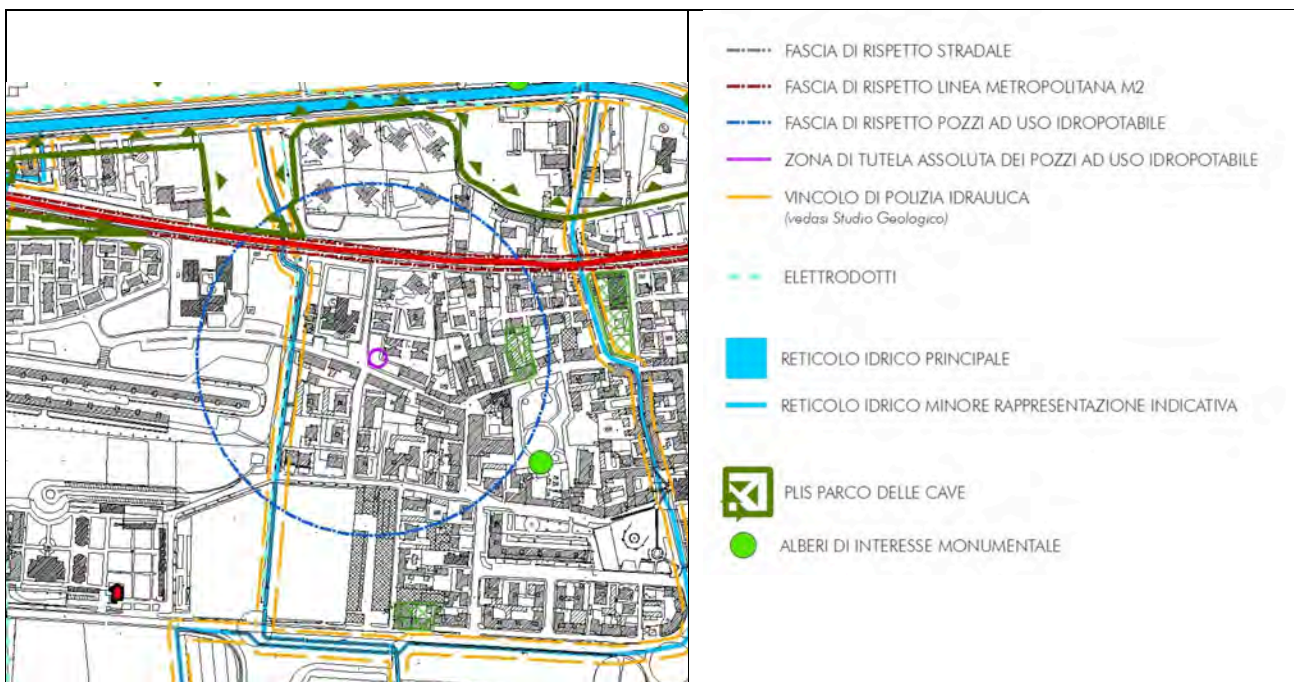 FASCIA DI RISPETTO STRADALE
FASCIA DI RISPETTO LINEA METROPOLITANA M2
FASCIA DI RISPETTO POZZI AD USO IDROPOTABILE
ZONA DI TUTELA ASSOLUTA DEI POZZI AD USO IDROPOTABILE
VINCOLO DI POLIZIA IDRAULICA
(vedasi Studio Geologico)
ELETTRODOTTI
RETICOLO IDRICO PRINCIPALE
RETICOLO IDRICO MINORE RAPPRESENTAZIONE INDICATIVA
PLIS PARCO DELLE CAVE
ALBERI DI INTERESSE MONUMENTALE